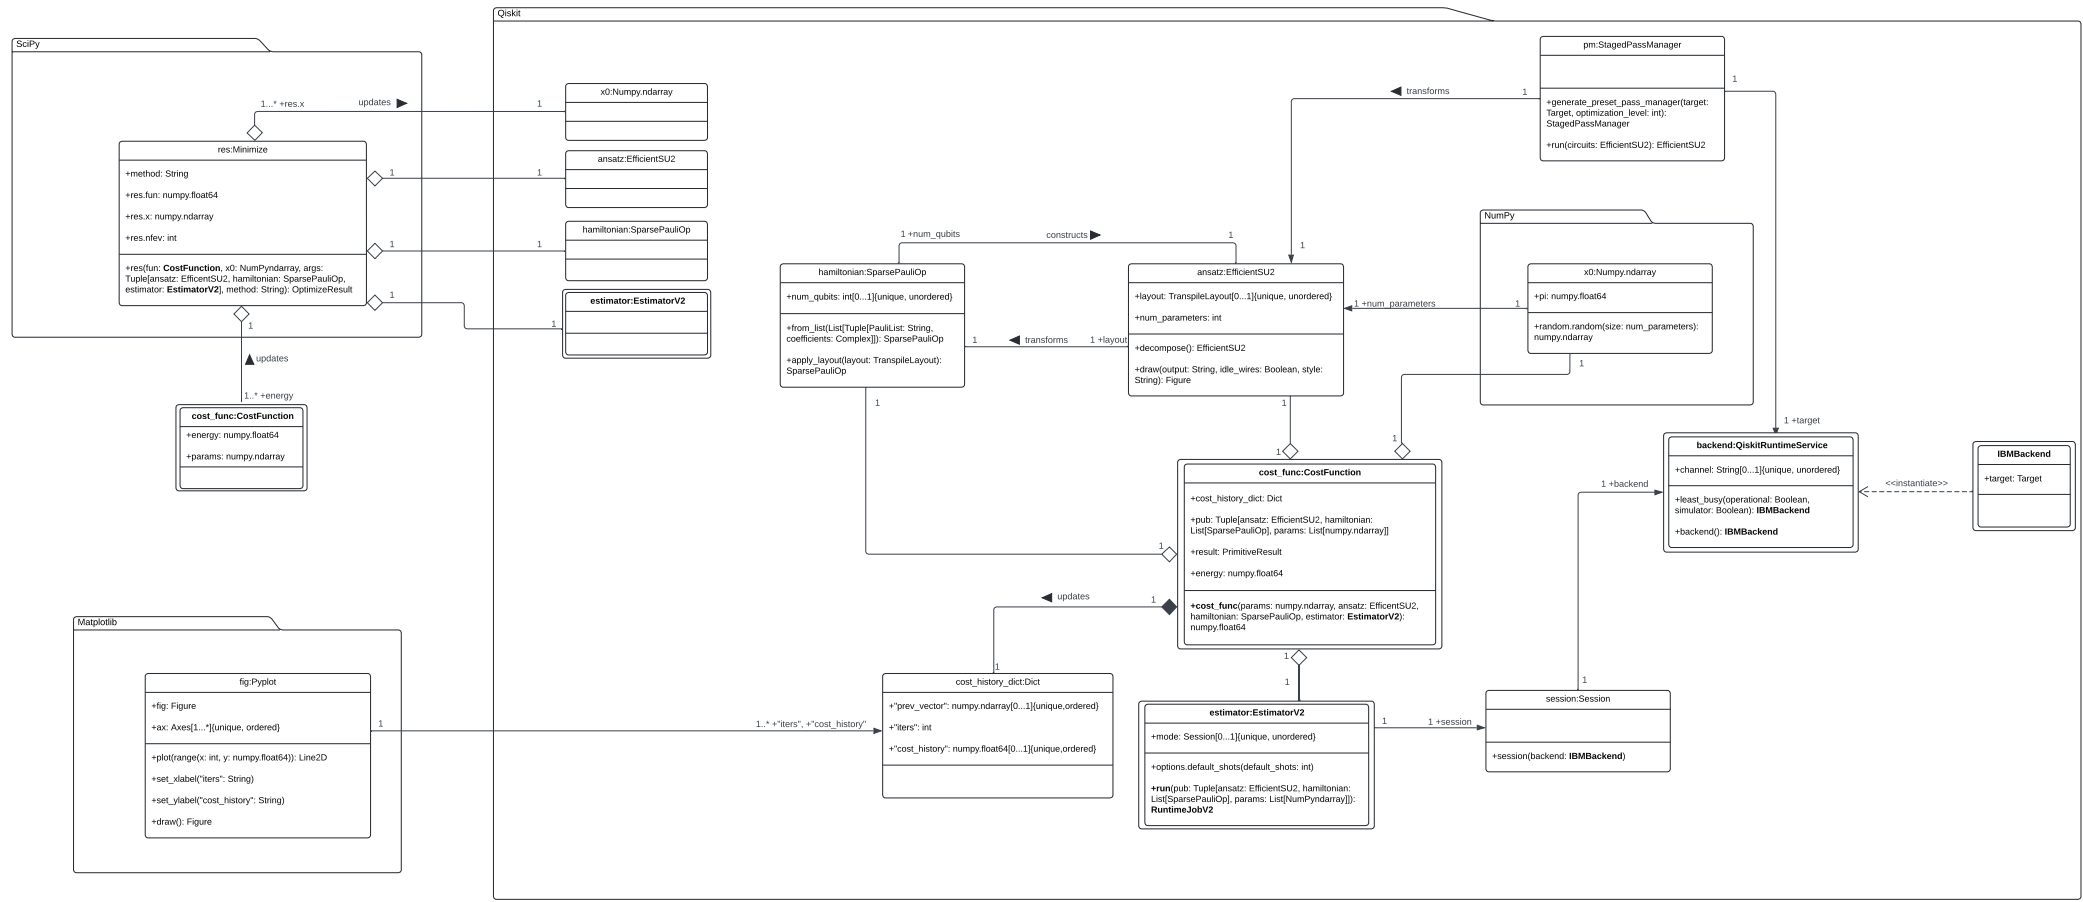 Qiskit
SciPy
1...* +res.x
updates
1
res:Minimize
+method: String
+res.fun: numpy.float64
+res.x: numpy.ndarray
+res.nfev: int
+res(fun: CostFunction, x0: NumPyndarray, args:
Tuple[ansatz: EfficentSU2, hamiltonian: SparsePauliOp,
estimator: EstimatorV2], method: String): OptimizeResult
1
1
1
1
1
1
1
updates
1..* +energy
cost_func:CostFunction
+energy: numpy.float64
+params: numpy.ndarray
x0:Numpy.ndarray
ansatz:EfficientSU2
hamiltonian:SparsePauliOp
estimator:EstimatorV2
pm:StagedPassManager
+generate_preset_pass_manager(target:
Target, optimization_level: int):
StagedPassManager
+run(circuits: EfficientSU2): EfficientSU2
transforms
1
1
1
1 +num_qubits
constructs
1
hamiltonian:SparsePauliOp
+num_qubits: int[0...1]{unique, unordered}
+from_list(List[Tuple[PauliList: String,
coefficients: Complex]]): SparsePauliOp
+apply_layout(layout: TranspileLayout):
SparsePauliOp
1
transforms
1 +layout
ansatz:EfficientSU2
+layout: TranspileLayout[0...1]{unique, unordered}
+num_parameters: int
+decompose(): EfficientSU2
+draw(output: String, idle_wires: Boolean, style:
String): Figure
1 +num_parameters
1
NumPy
x0:Numpy.ndarray
+pi: numpy.float64
+random.random(size: num_parameters):
numpy.ndarray
1
1
1
1
1
1
1 +target
backend:QiskitRuntimeService
+channel: String[0...1]{unique, unordered}
+least_busy(operational: Boolean,
simulator: Boolean): IBMBackend
+backend(): IBMBackend
<<instantiate>>
IBMBackend
+target: Target
cost_func:CostFunction
+cost_history_dict: Dict
+pub: Tuple[ansatz: EfficientSU2, hamiltonian:
List[SparsePauliOp], params: List[numpy.ndarray]]
+result: PrimitiveResult
+energy: numpy.float64
+cost_func(params: numpy.ndarray, ansatz: EfficentSU2,
hamiltonian: SparsePauliOp, estimator: EstimatorV2):
numpy.float64
1 +backend
updates
1
1
1
1
1
Matplotlib
fig:Pyplot
+fig: Figure
+ax: Axes[1...*]{unique, ordered}
+plot(range(x: int, y: numpy.float64)): Line2D
+set_xlabel("iters": String)
+set_ylabel("cost_history": String)
+draw(): Figure
1
1..* +"iters", +"cost_history"
cost_history_dict:Dict
+"prev_vector": numpy.ndarray[0...1]{unique,ordered}
+"iters": int
+"cost_history": numpy.float64[0...1]{unique,ordered}
estimator:EstimatorV2
+mode: Session[0...1]{unique, unordered}
+options.default_shots(default_shots: int)
+run(pub: Tuple[ansatz: EfficientSU2, hamiltonian:
List[SparsePauliOp], params: List[NumPyndarray]]):
RuntimeJobV2
1
1 +session
session:Session
+session(backend: IBMBackend)